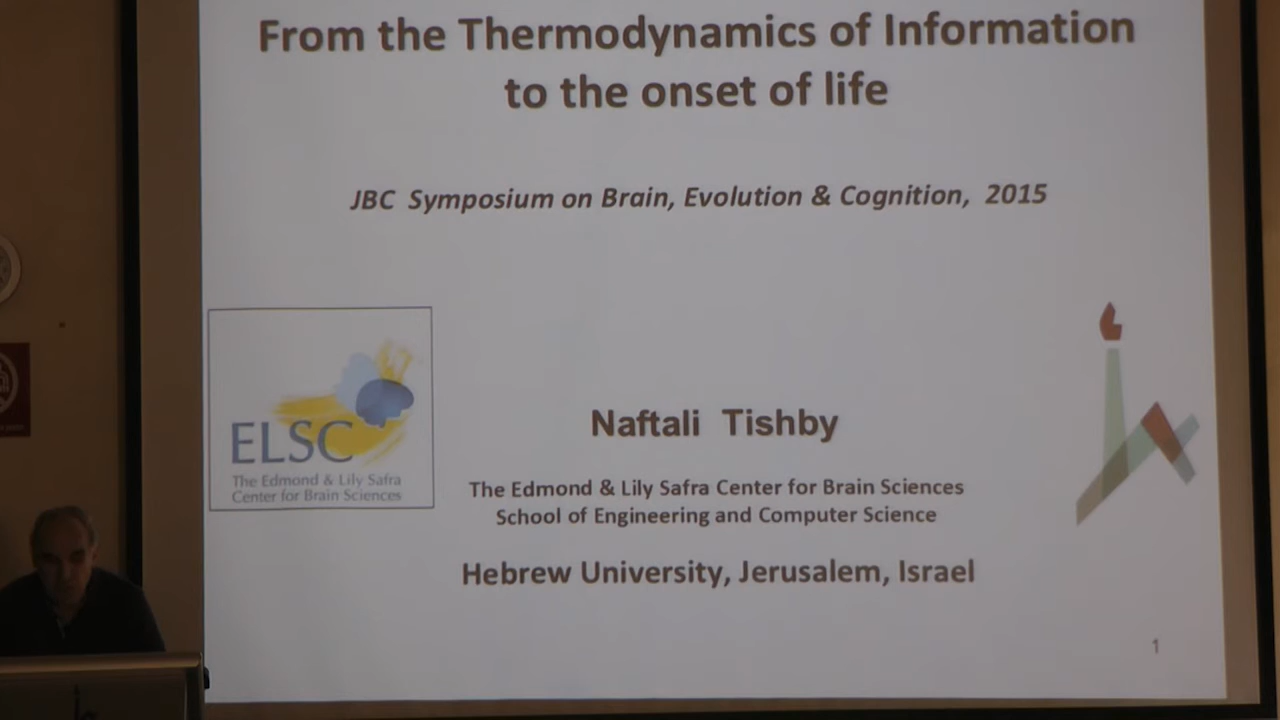 From the Thermodynamics of Information
to the onset of life
JBC Symposium on Brain, Evolution & Cognition, 2015
ELSC
The Edmond & Lily Safra
Center for Brain Sciences
Naftali Tishby
The Edmond & Lily Safra Center for Brain Sciences
School of Engineering and Computer Science
Hebrew University, Jerusalem, Israel
1